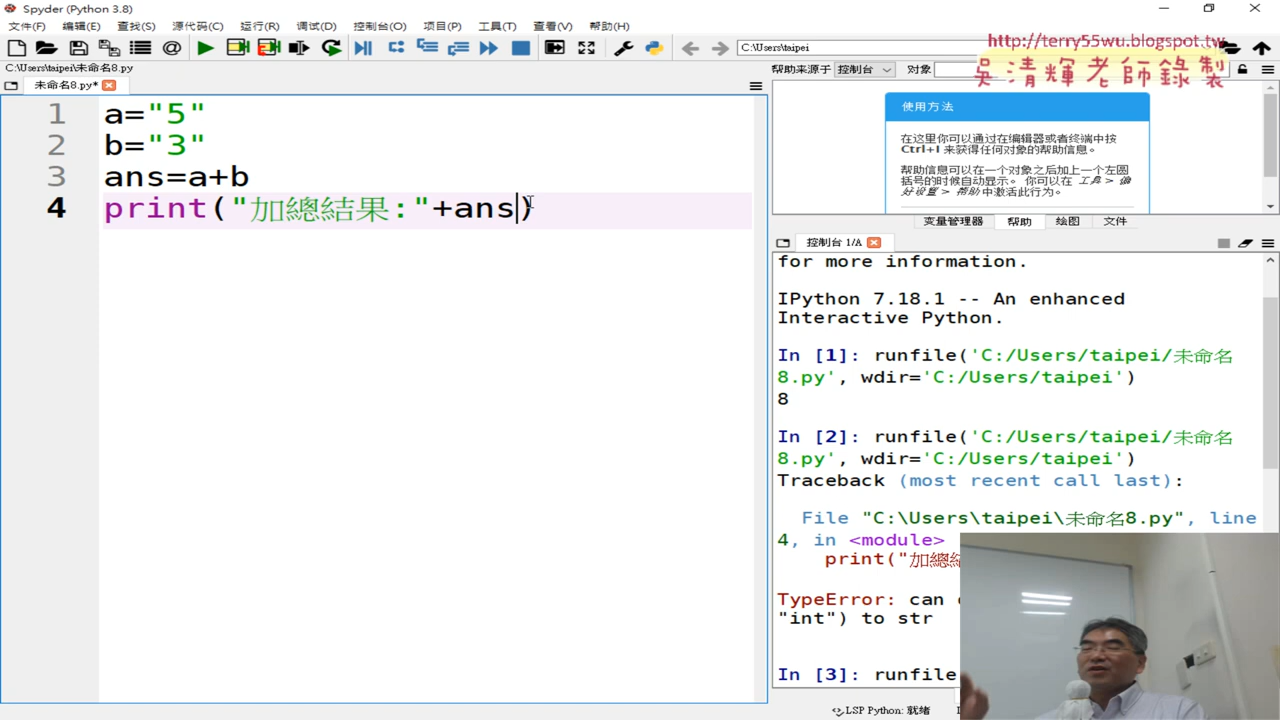 Spyder (Python 3.8)
文件(F) 编辑(E) 查找(S) 源代码(C) 运行(R) 调试(D) 控制台(O) 项目(P) 工具(T) 查看(V) 帮助(H)
C:\Users\taipei
http://terry55wu.blogspot.tw
吳清輝老師錄製
C:\Users\taipei\未命名8.py
未命名8.py*
帮助来源于 控制台 对象
1 a="5"
2 b="3"
3 ans=a+b
4 print("加總結果:"+ans)
使用方法
在这里你可以通过在编辑器或者终端中按
Ctrl+I 来获得任何对象的帮助信息。
帮助信息可以在一个对象之后加上一个左圆
括号的时候自动显示。 你可以在 工具 > 偏
好设置 > 帮助 中激活此行为。
变量管理器 帮助 绘图 文件
控制台 1/A
for more information.
IPython 7.18.1 -- An enhanced
Interactive Python.
In [1]: runfile('C:/Users/taipei/未命名
8.py', wdir='C:/Users/taipei')
8
In [2]: runfile('C:/Users/taipei/未命名
8.py', wdir='C:/Users/taipei')
Traceback (most recent call last):
File "C:\Users\taipei\未命名8.py", line
4, in <module>
print("加總結
TypeError: can
"int") to str
In [3]: runfile
LSP Python: 就绪